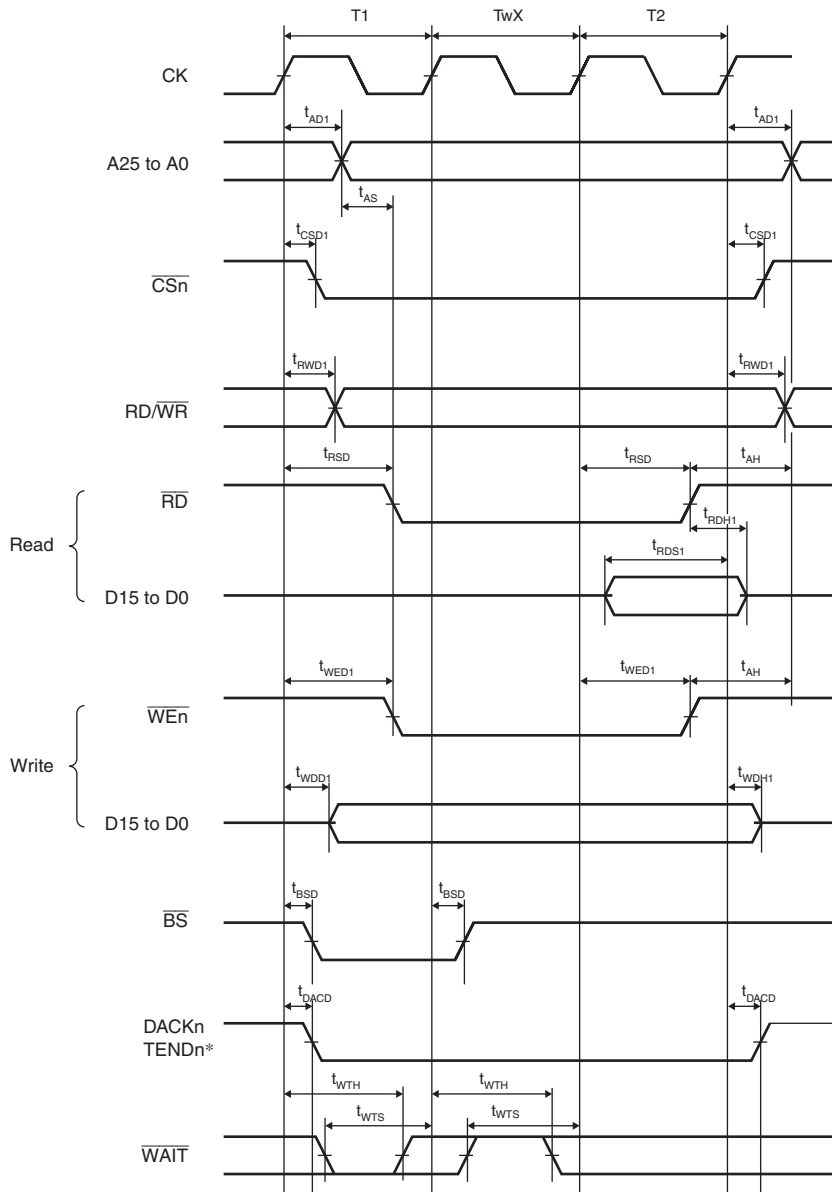 T1 TwX T2
CK
tAD1 tAD1
A25 to A0
tAS
tCSD1 tCSD1
CSn
tRWD1 tRWD1
RD/WR
tRSD tRSD tAH
RD
tRDH1
Read
tRDS1
D15 to D0
tWED1 tWED1 tAH
WEn
Write
tWDD1 tWDH1
D15 to D0
tBSD tBSD
BS
tDACD tDACD
DACKn
TENDn*
tWTH tWTH
tWTS tWTS
WAIT